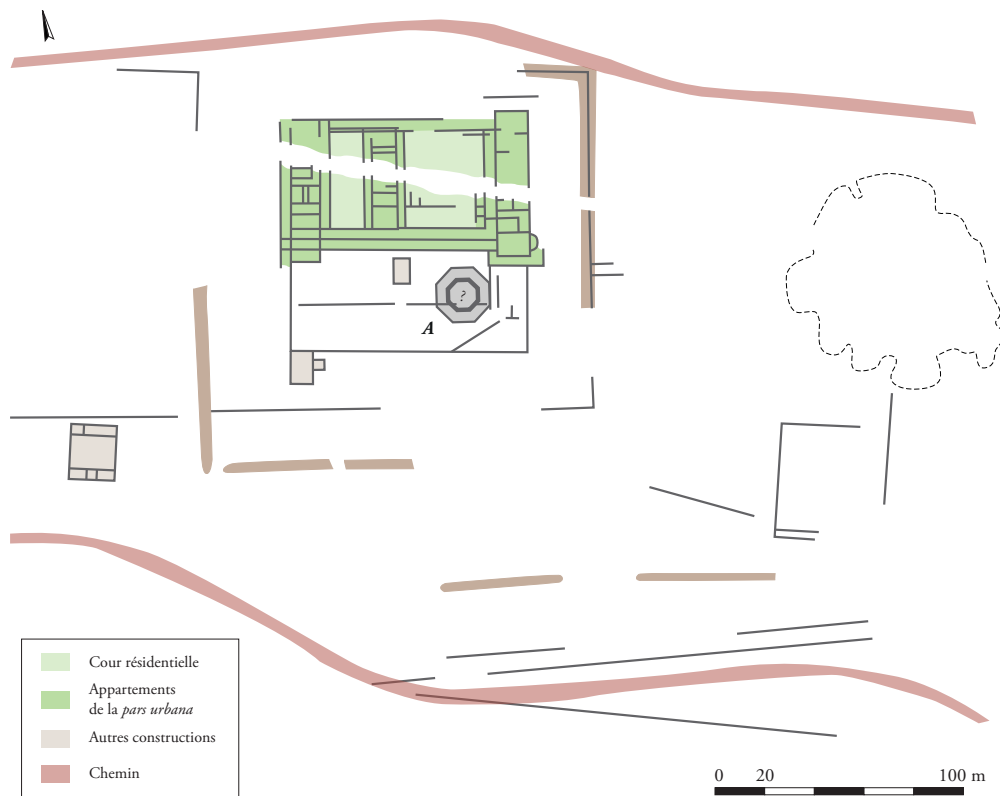 ?
A
Cour résidentielle
Appartements
de la pars urbana
Autres constructions
Chemin
0 20 100 m